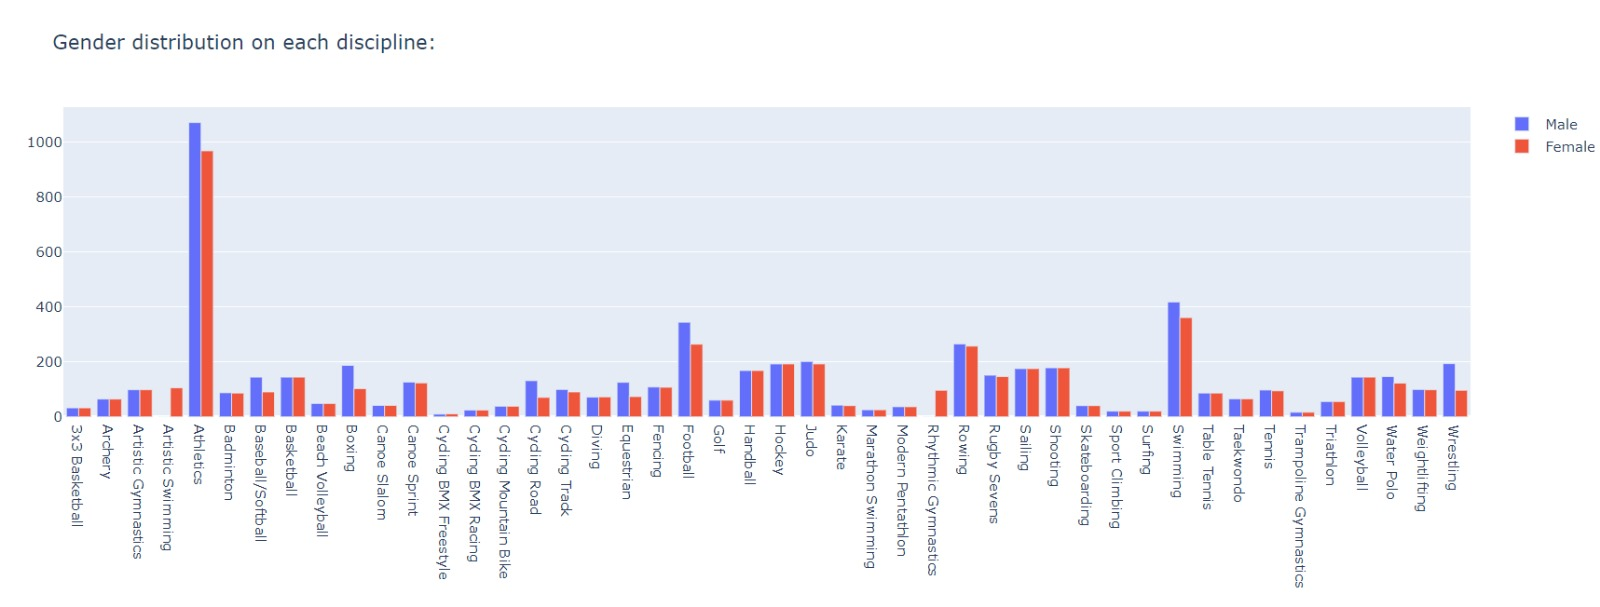 Gender distribution on each discipline:
Male
Female
1000
800
600
400
200
0
3x3 Basketball
Archery
Artistic Gymnastics
Artistic Swimming
Athletics
Badminton
Baseball/Softball
Basketball
Beach Volleyball
Boxing
Canoe Slalom
Canoe Sprint
Cycling BMX Freestyle
Cycling BMX Racing
Cycling Mountain Bike
Cycling Road
Cycling Track
Diving
Equestrian
Fencing
Football
Golf
Handball
Hockey
Judo
Karate
Marathon Swimming
Modern Pentathlon
Rhythmic Gymnastics
Rowing
Rugby Sevens
Sailing
Shooting
Skateboarding
Sport Climbing
Surfing
Swimming
Table Tennis
Taekwondo
Tennis
Trampoline Gymnastics
Triathlon
Volleyball
Water Polo
Weightlifting
Wrestling